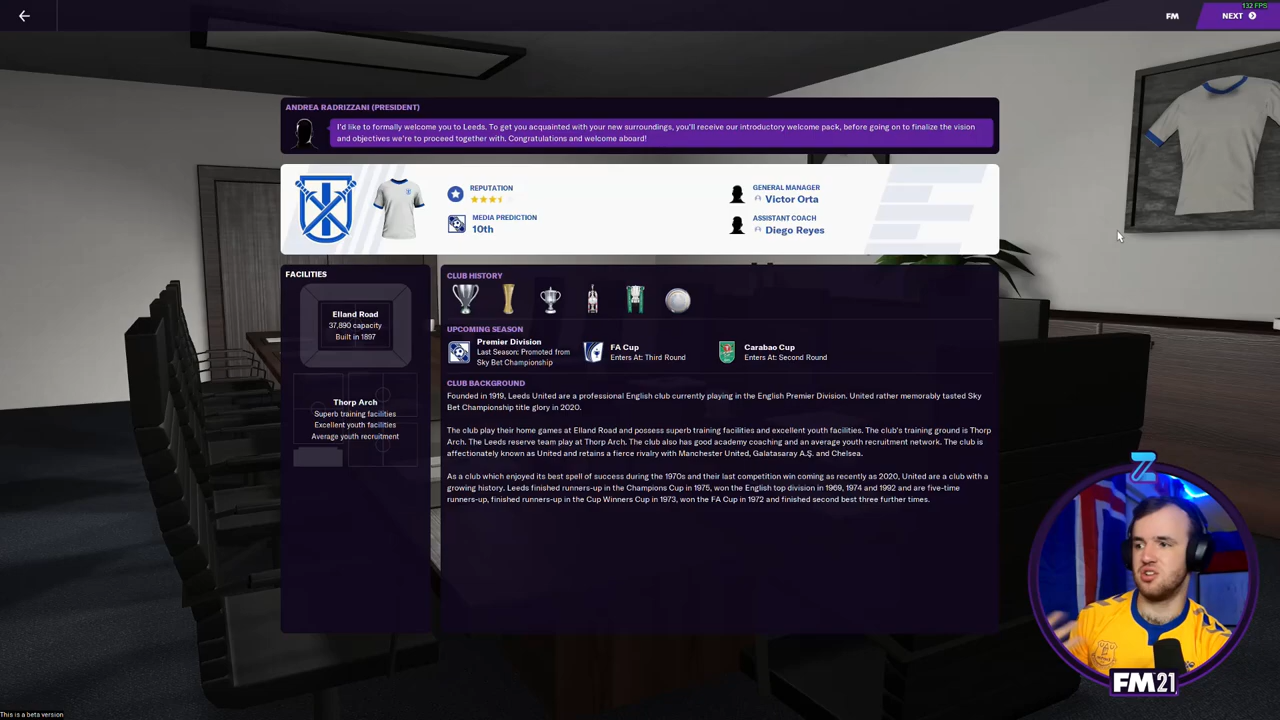 132 FPS
FM
NEXT
ANDREA RADRIZZANI (PRESIDENT)
I'd like to formally welcome you to Leeds. To get you acquainted with your new surroundings, you'll receive our introductory welcome pack, before going on to finalize the vision
and objectives we're to proceed together with. Congratulations and welcome aboard!
REPUTATION
MEDIA PREDICTION
10th
GENERAL MANAGER
Victor Orta
ASSISTANT COACH
Diego Reyes
FACILITIES
Elland Road
37,890 capacity
Built in 1897
Thorp Arch
Superb training facilities
Excellent youth facilities
Average youth recruitment
CLUB HISTORY
UPCOMING SEASON
Premier Division
Last Season: Promoted from
Sky Bet Championship
FA Cup
Enters At: Third Round
Carabao Cup
Enters At: Second Round
CLUB BACKGROUND
Founded in 1919, Leeds United are a professional English club currently playing in the English Premier Division. United rather memorably tasted Sky
Bet Championship title glory in 2020.
The club play their home games at Elland Road and possess superb training facilities and excellent youth facilities. The club's training ground is Thorp
Arch. The Leeds reserve team play at Thorp Arch. The club also has good academy coaching and an average youth recruitment network. The club is
affectionately known as United and retains a fierce rivalry with Manchester United, Galatasaray A.Ş. and Chelsea.
As a club which enjoyed its best spell of success during the 1970s and their last competition win coming as recently as 2020, United are a club with a
growing history. Leeds finished runners-up in the Champions Cup in 1975, won the English top division in 1969, 1974 and 1992 and are five-time
runners-up, finished runners-up in the Cup Winners Cup in 1973, won the FA Cup in 1972 and finished second best three further times.
Z
FM21
This is a beta version